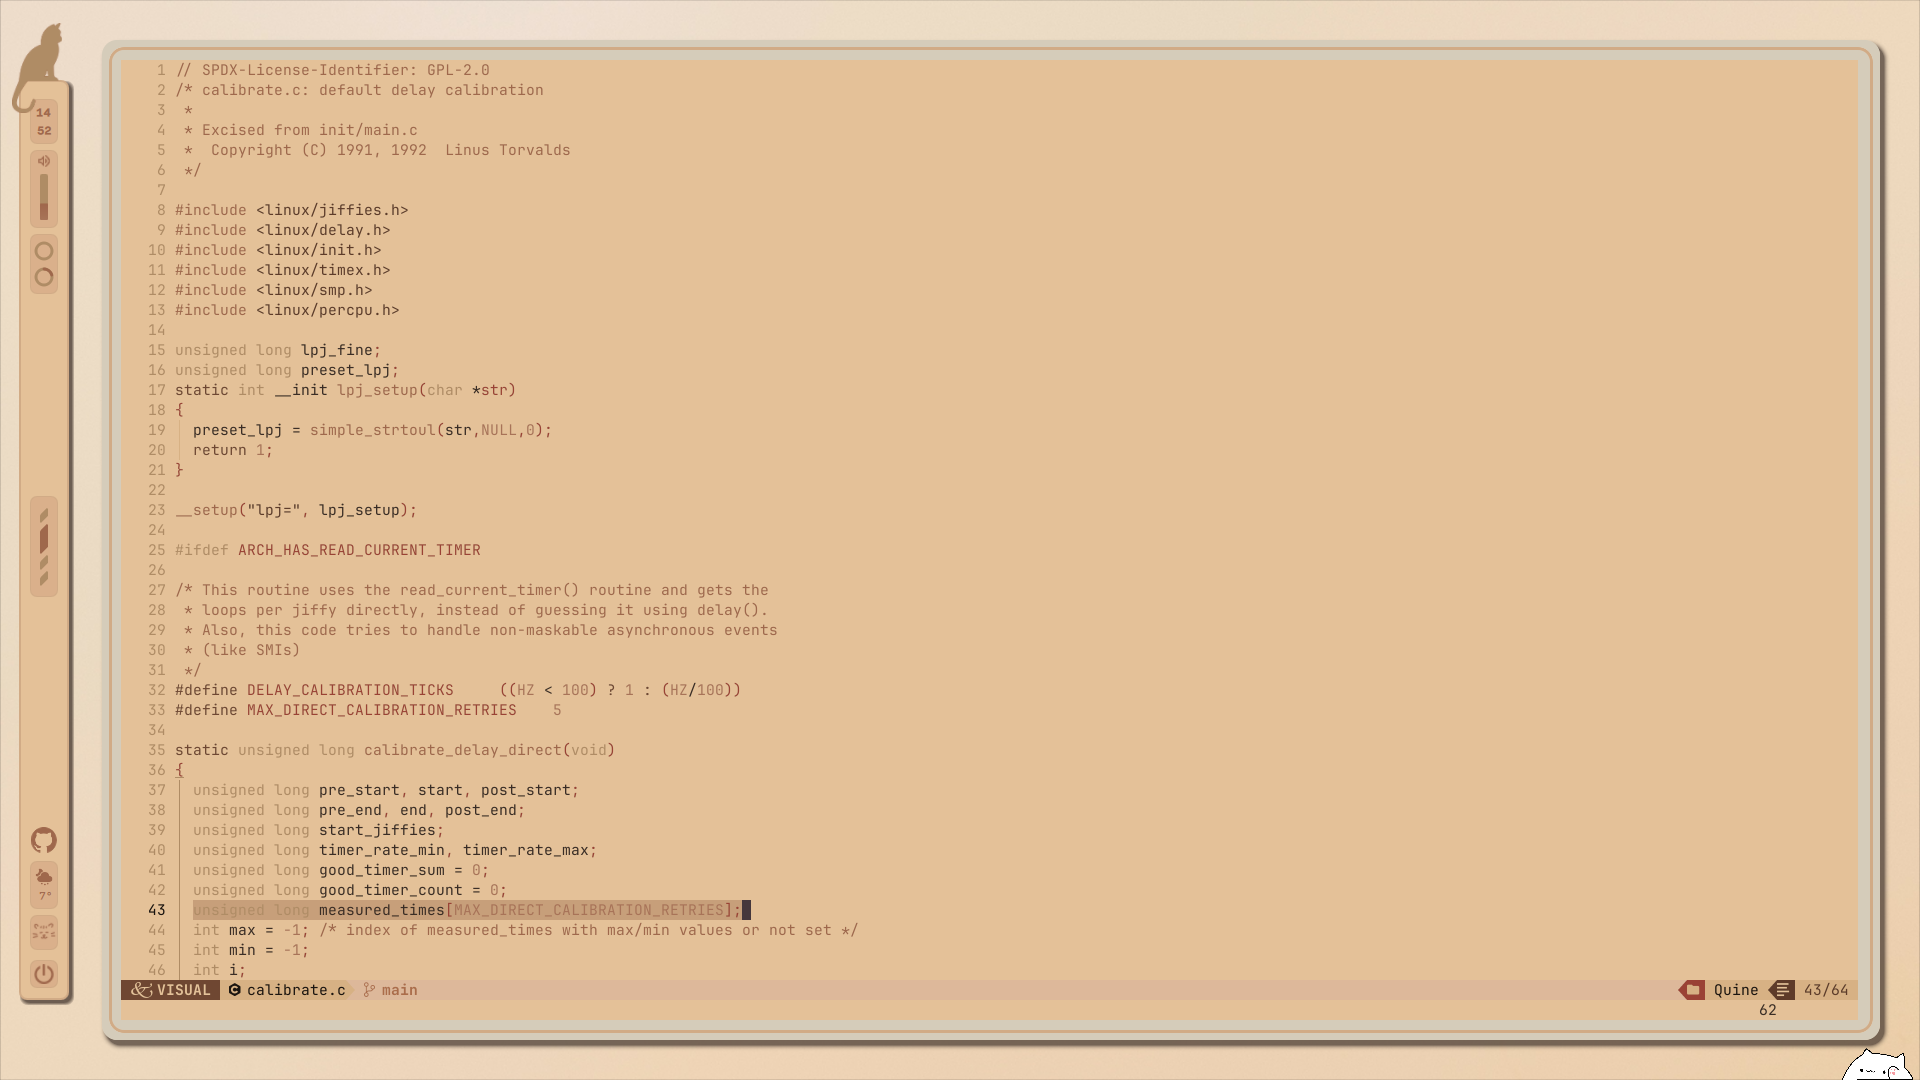 14
52
7°
1 // SPDX-License-Identifier: GPL-2.0
2 /* calibrate.c: default delay calibration
3  *
4  * Excised from init/main.c
5  *  Copyright (C) 1991, 1992  Linus Torvalds
6  */
7
8 #include <linux/jiffies.h>
9 #include <linux/delay.h>
10 #include <linux/init.h>
11 #include <linux/timex.h>
12 #include <linux/smp.h>
13 #include <linux/percpu.h>
14
15 unsigned long lpj_fine;
16 unsigned long preset_lpj;
17 static int __init lpj_setup(char *str)
18 {
19   preset_lpj = simple_strtoul(str,NULL,0);
20   return 1;
21 }
22
23 __setup("lpj=", lpj_setup);
24
25 #ifdef ARCH_HAS_READ_CURRENT_TIMER
26
27 /* This routine uses the read_current_timer() routine and gets the
28  * loops per jiffy directly, instead of guessing it using delay().
29  * Also, this code tries to handle non-maskable asynchronous events
30  * (like SMIs)
31  */
32 #define DELAY_CALIBRATION_TICKS     ((HZ < 100) ? 1 : (HZ/100))
33 #define MAX_DIRECT_CALIBRATION_RETRIES    5
34
35 static unsigned long calibrate_delay_direct(void)
36 {
37   unsigned long pre_start, start, post_start;
38   unsigned long pre_end, end, post_end;
39   unsigned long start_jiffies;
40   unsigned long timer_rate_min, timer_rate_max;
41   unsigned long good_timer_sum = 0;
42   unsigned long good_timer_count = 0;
43   unsigned long measured_times[MAX_DIRECT_CALIBRATION_RETRIES];
44   int max = -1; /* index of measured_times with max/min values or not set */
45   int min = -1;
46   int i;
VISUAL calibrate.c main Quine 43/64
62